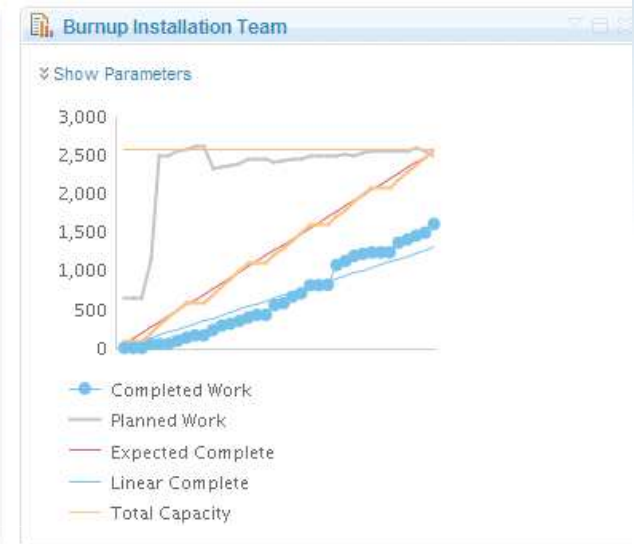 Burnup Installation Team
Show Parameters
3,000
2,500
2,000
1,500
1,000
500
0
Completed Work
Planned Work
Expected Complete
Linear Complete
Total Capacity